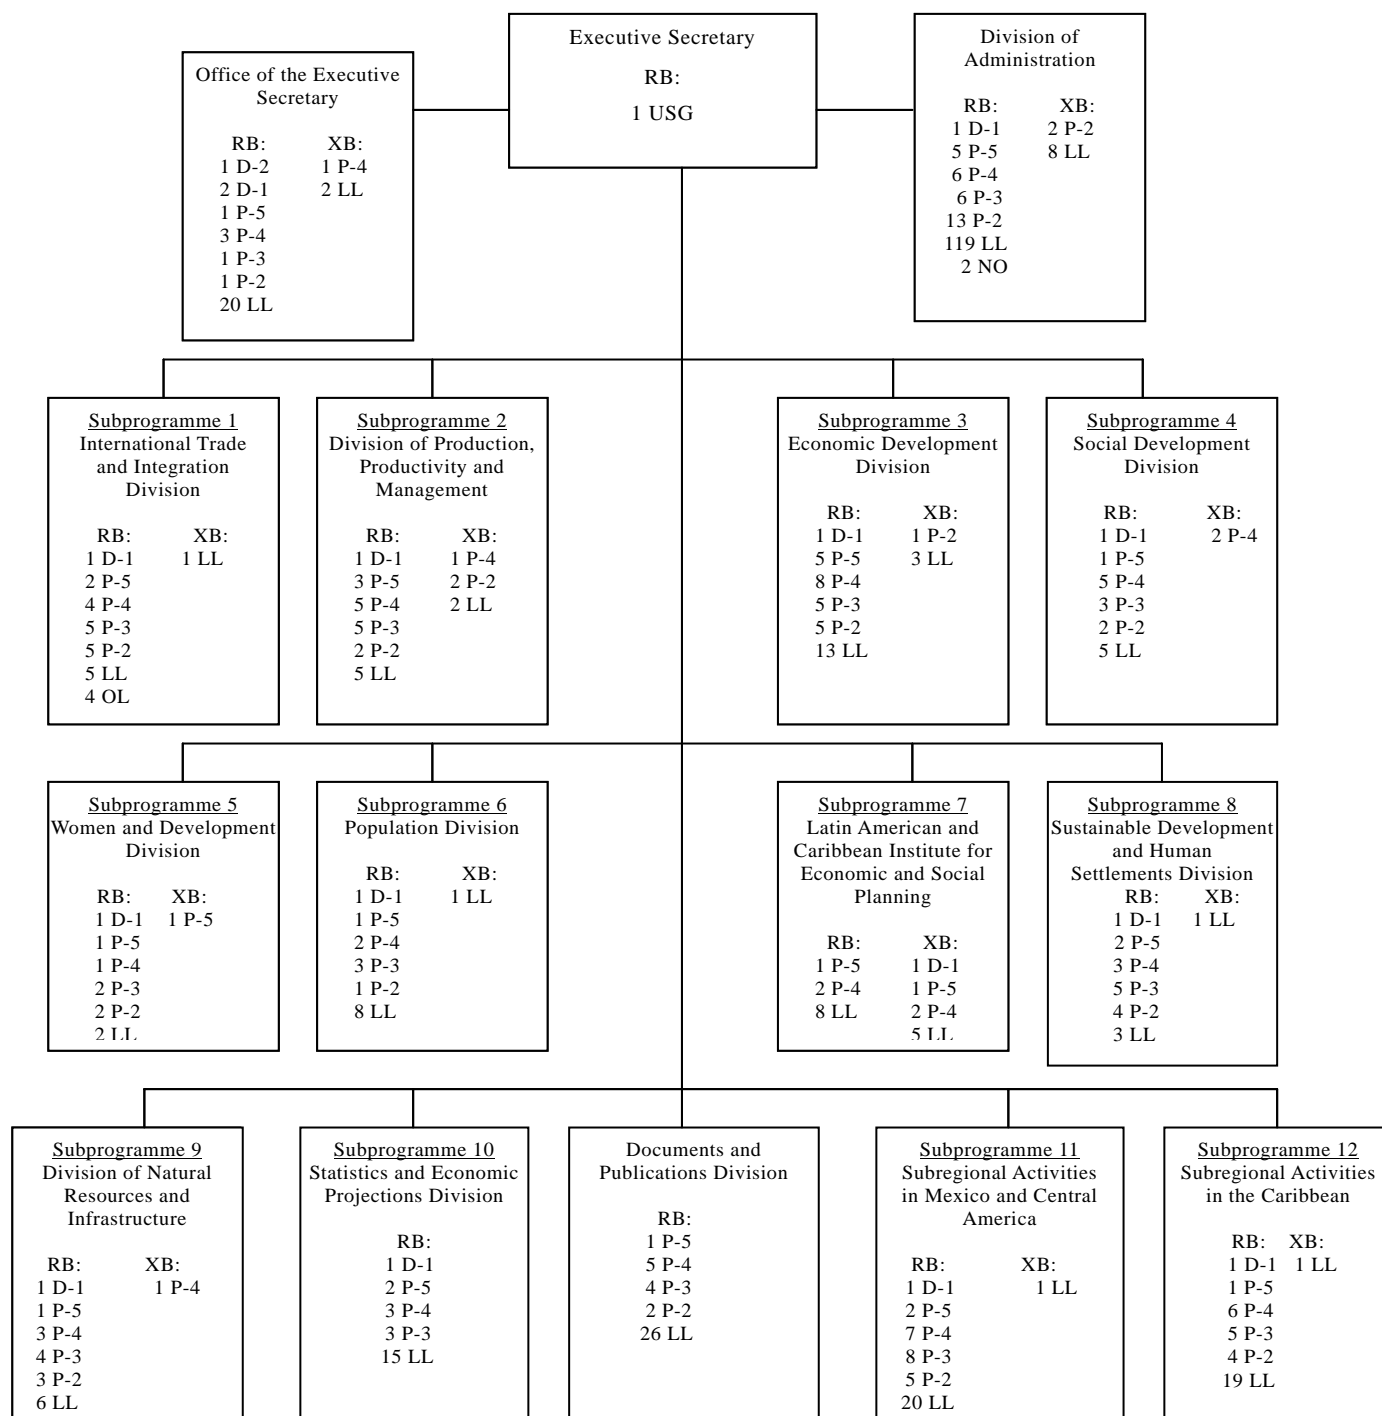 Executive Secretary
RB:
1 USG
Office of the Executive
Secretary
RB: XB:
1 D-2 1 P-4
2 D-1 2 LL
1 P-5
3 P-4
1 P-3
1 P-2
20 LL
Division of
Administration
RB: XB:
1 D-1 2 P-2
5 P-5 8 LL
6 P-4
6 P-3
13 P-2
119 LL
2 NO
Subprogramme 1
International Trade
and Integration
Division
RB: XB:
1 D-1 1 LL
2 P-5
4 P-4
5 P-3
5 P-2
5 LL
4 OL
Subprogramme 2
Division of Production,
Productivity and
Management
RB: XB:
1 D-1 1 P-4
3 P-5 2 P-2
5 P-4 2 LL
5 P-3
2 P-2
5 LL
Subprogramme 3
Economic Development
Division
RB: XB:
1 D-1 1 P-2
5 P-5 3 LL
8 P-4
5 P-3
5 P-2
13 LL
Subprogramme 4
Social Development
Division
RB: XB:
1 D-1 2 P-4
1 P-5
5 P-4
3 P-3
2 P-2
5 LL
Subprogramme 5
Women and Development
Division
RB: XB:
1 D-1 1 P-5
1 P-5
1 P-4
2 P-3
2 P-2
2 LL
Subprogramme 6
Population Division
RB: XB:
1 D-1 1 LL
1 P-5
2 P-4
3 P-3
1 P-2
8 LL
Subprogramme 7
Latin American and
Caribbean Institute for
Economic and Social
Planning
RB: XB:
1 P-5 1 D-1
2 P-4 1 P-5
8 LL 2 P-4
5 LL
Subprogramme 8
Sustainable Development
and Human
Settlements Division
RB: XB:
1 D-1 1 LL
2 P-5
3 P-4
5 P-3
4 P-2
3 LL
Subprogramme 9
Division of Natural
Resources and
Infrastructure
RB: XB:
1 D-1 1 P-4
1 P-5
3 P-4
4 P-3
3 P-2
6 LL
Subprogramme 10
Statistics and Economic
Projections Division
RB:
1 D-1
2 P-5
3 P-4
3 P-3
15 LL
Documents and
Publications Division
RB:
1 P-5
5 P-4
4 P-3
2 P-2
26 LL
Subprogramme 11
Subregional Activities
in Mexico and Central
America
RB: XB:
1 D-1 1 LL
2 P-5
7 P-4
8 P-3
5 P-2
20 LL
Subprogramme 12
Subregional Activities
in the Caribbean
RB: XB:
1 D-1 1 LL
1 P-5
6 P-4
5 P-3
4 P-2
19 LL